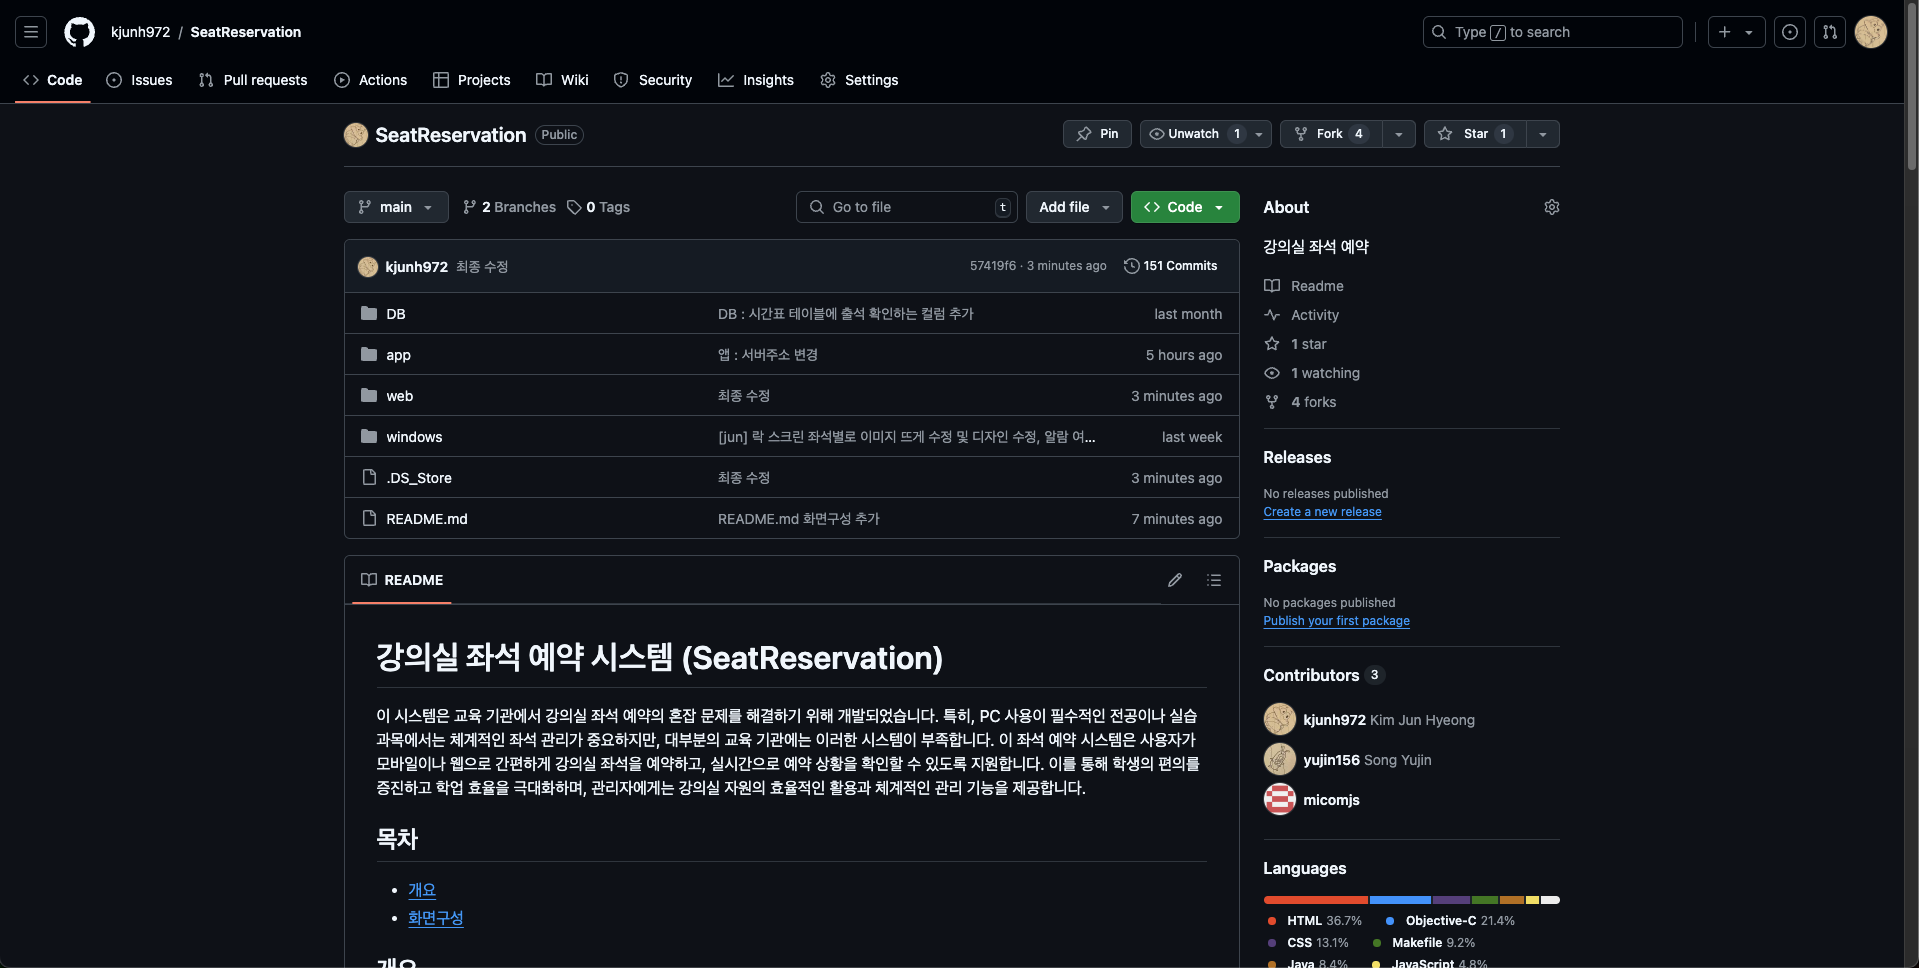 kjunh972 / SeatReservation
Type / to search
Code Issues Pull requests Actions Projects Wiki Security Insights Settings
SeatReservation Public
Pin Unwatch 1 Fork 4 Star 1
main 2 Branches 0 Tags Go to file t Add file Code
kjunh972 최종 수정 57419f6 · 3 minutes ago 151 Commits
DB DB : 시간표 테이블에 출석 확인하는 컬럼 추가 last month
app 앱 : 서버주소 변경 5 hours ago
web 최종 수정 3 minutes ago
windows [jun] 락 스크린 좌석별로 이미지 뜨게 수정 및 디자인 수정, 알람 여... last week
.DS_Store 최종 수정 3 minutes ago
README.md README.md 화면구성 추가 7 minutes ago
README
강의실 좌석 예약 시스템 (SeatReservation)
이 시스템은 교육 기관에서 강의실 좌석 예약의 혼잡 문제를 해결하기 위해 개발되었습니다. 특히, PC 사용이 필수적인 전공이나 실습
과목에서는 체계적인 좌석 관리가 중요하지만, 대부분의 교육 기관에는 이러한 시스템이 부족합니다. 이 좌석 예약 시스템은 사용자가
모바일이나 웹으로 간편하게 강의실 좌석을 예약하고, 실시간으로 예약 상황을 확인할 수 있도록 지원합니다. 이를 통해 학생의 편의를
증진하고 학업 효율을 극대화하며, 관리자에게는 강의실 자원의 효율적인 활용과 체계적인 관리 기능을 제공합니다.
목차
개요
화면구성
개요
About
강의실 좌석 예약
Readme
Activity
1 star
1 watching
4 forks
Releases
No releases published
Create a new release
Packages
No packages published
Publish your first package
Contributors 3
kjunh972 Kim Jun Hyeong
yujin156 Song Yujin
micomjs
Languages
HTML 36.7% Objective-C 21.4%
CSS 13.1% Makefile 9.2%
Java 8.4% JavaScript 4.8%